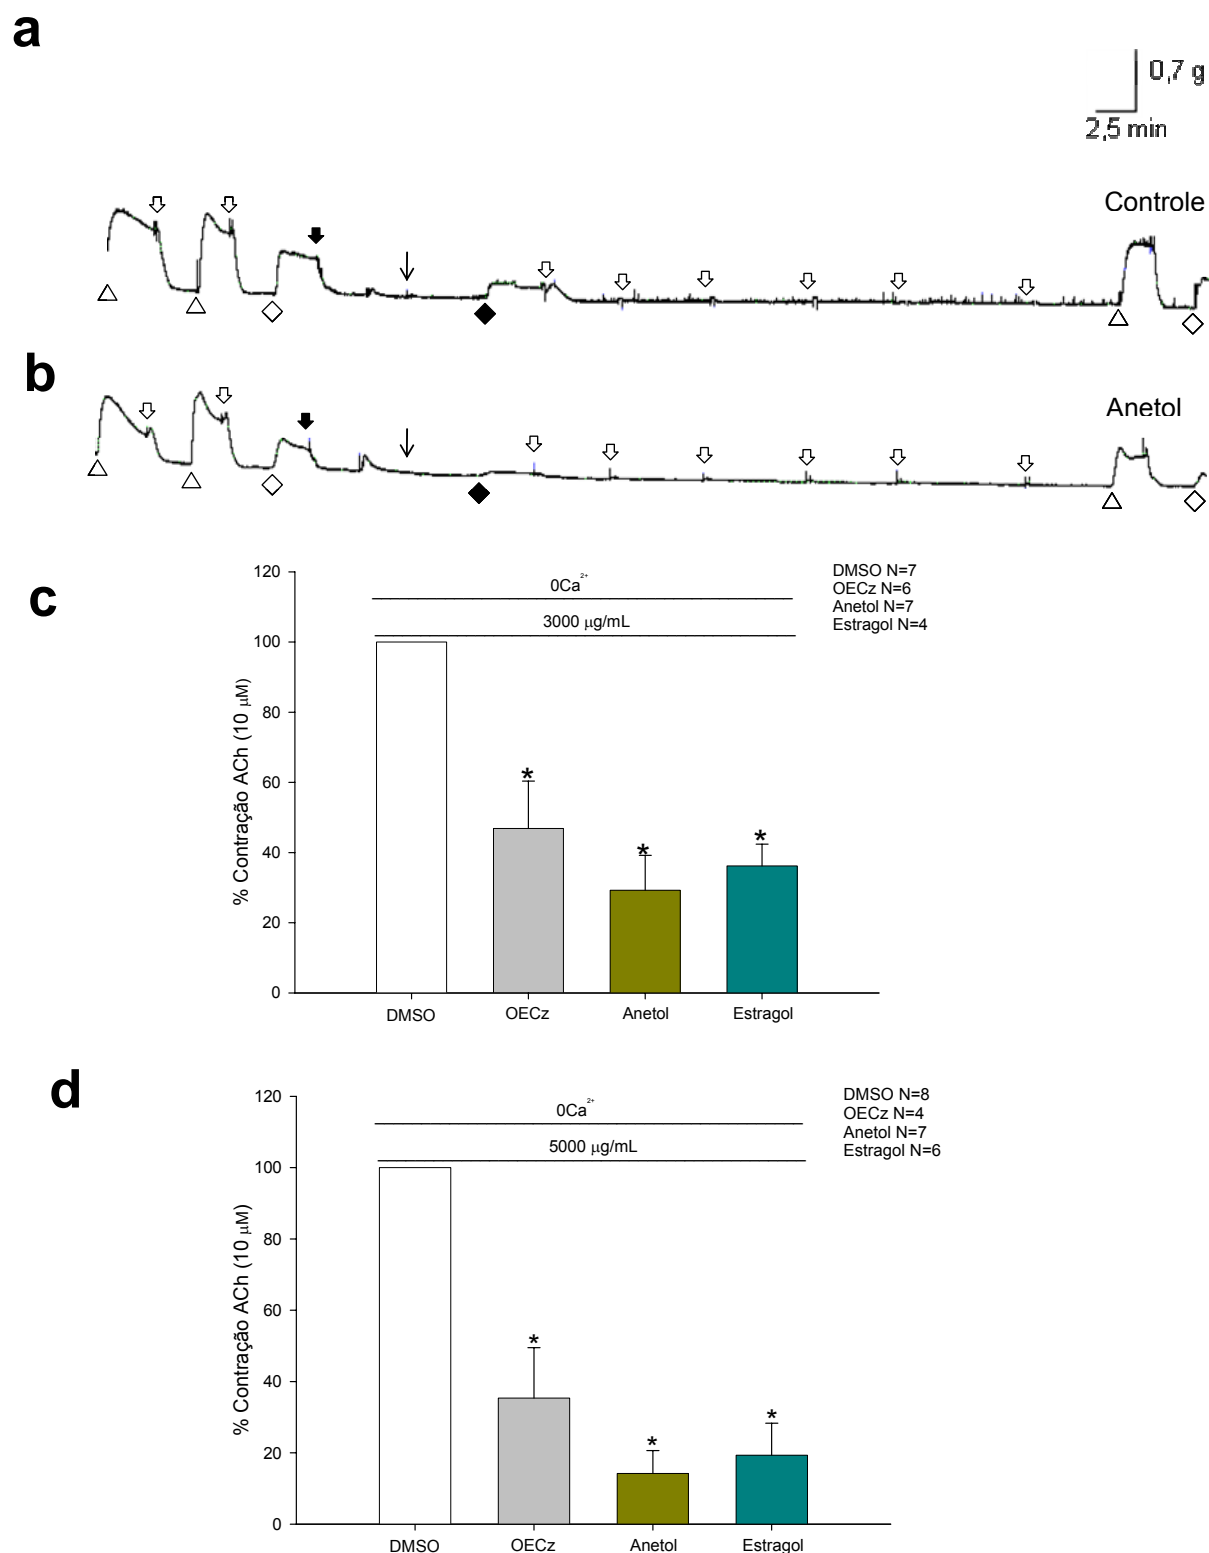 a
0,7 g
2,5 min
Controle
b
Anetol
c
120
100
80
60
40
20
0
% Contração ACh (10 μM)
0Ca²⁺
3000 μg/mL
DMSO N=7
OECz N=6
Anetol N=7
Estragol N=4
*
*
*
DMSO
OECz
Anetol
Estragol
d
120
100
80
60
40
20
0
% Contração ACh (10 μM)
0Ca²⁺
5000 μg/mL
DMSO N=8
OECz N=4
Anetol N=7
Estragol N=6
*
*
*
DMSO
OECz
Anetol
Estragol